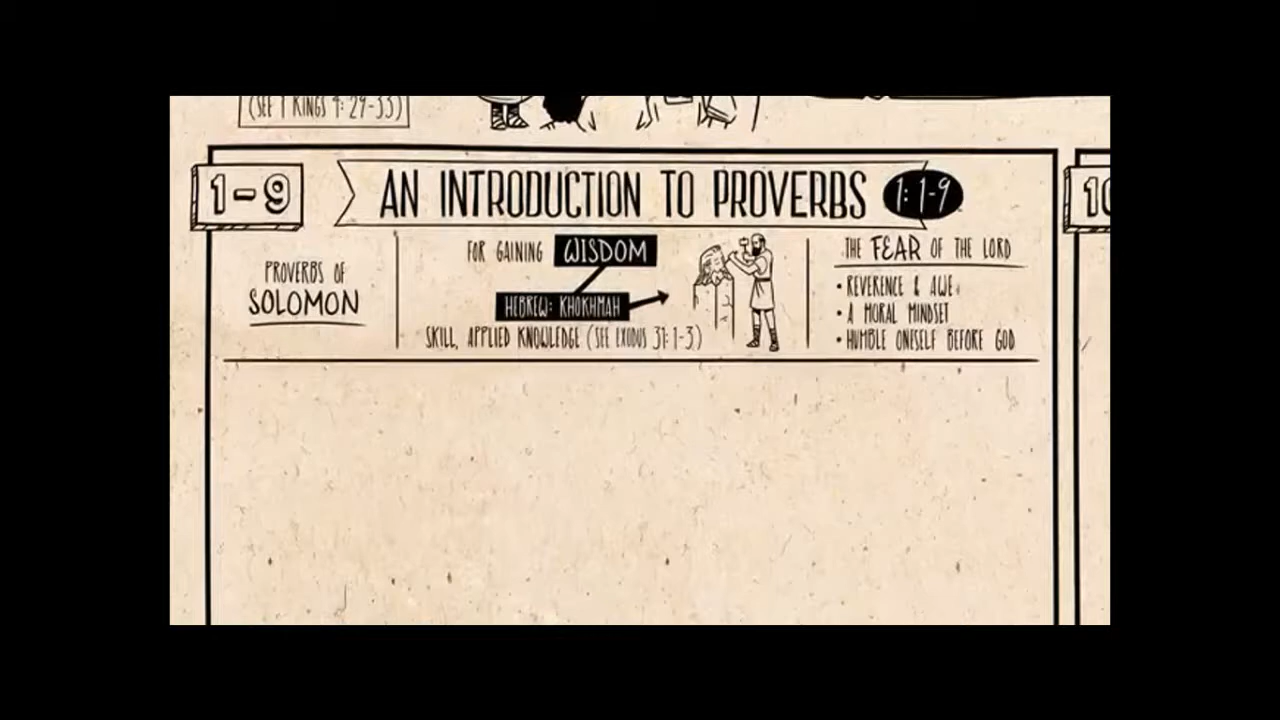 (SEE 1 KINGS 4: 29-33)
1-9
AN INTRODUCTION TO PROVERBS 1: 1-9
10
PROVERBS OF
SOLOMON
FOR GAINING WISDOM
HEBREW: KHOKHMAH
SKILL, APPLIED KNOWLEDGE (SEE EXODUS 31: 1-3)
THE FEAR OF THE LORD
• REVERENCE & AWE
• A MORAL MINDSET
• HUMBLE ONESELF BEFORE GOD